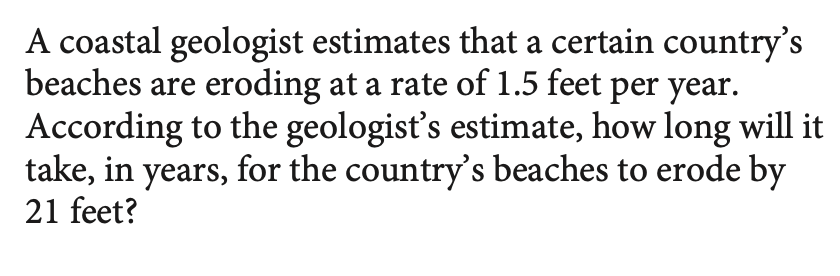 A coastal geologist estimates that a certain country’s
beaches are eroding at a rate of 1.5 feet per year.
According to the geologist’s estimate, how long will it
take, in years, for the country’s beaches to erode by
21 feet?